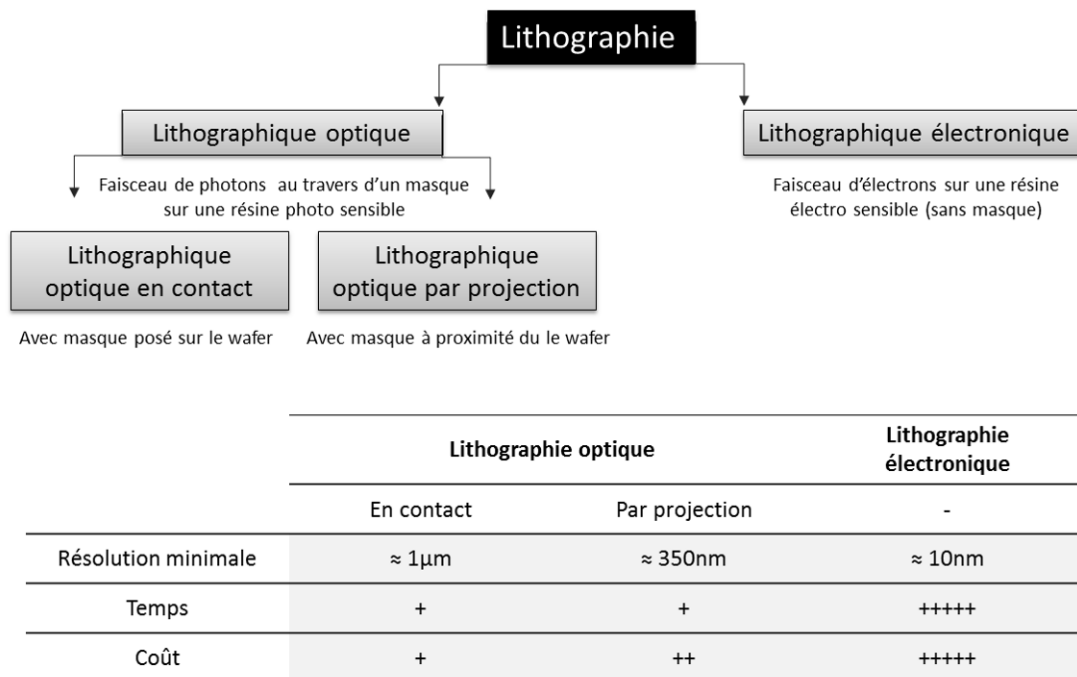 Lithographie
Lithographique optique
Lithographique électronique
Faisceau de photons au travers d'un masque
sur une résine photo sensible
Faisceau d'électrons sur une résine
électro sensible (sans masque)
Lithographique
optique en contact
Lithographique
optique par projection
Avec masque posé sur le wafer
Avec masque à proximité du le wafer
Lithographie optique
Lithographie
électronique
En contact Par projection -
Résolution minimale ≈ 1µm ≈ 350nm ≈ 10nm
Temps + + +++++
Coût + ++ +++++